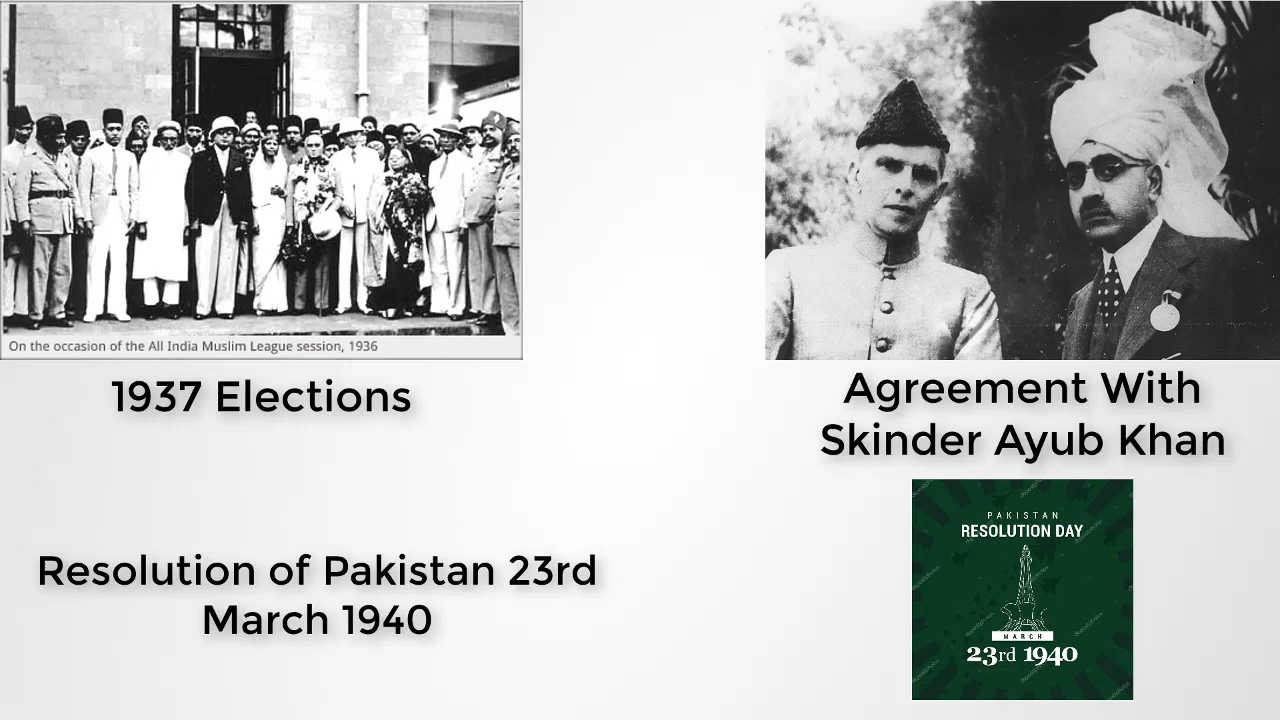 On the occasion of the All India Muslim League session, 1936
1937 Elections
Agreement With
Skinder Ayub Khan
Resolution of Pakistan 23rd
March 1940
PAKISTAN
RESOLUTION DAY
MARCH
23rd 1940